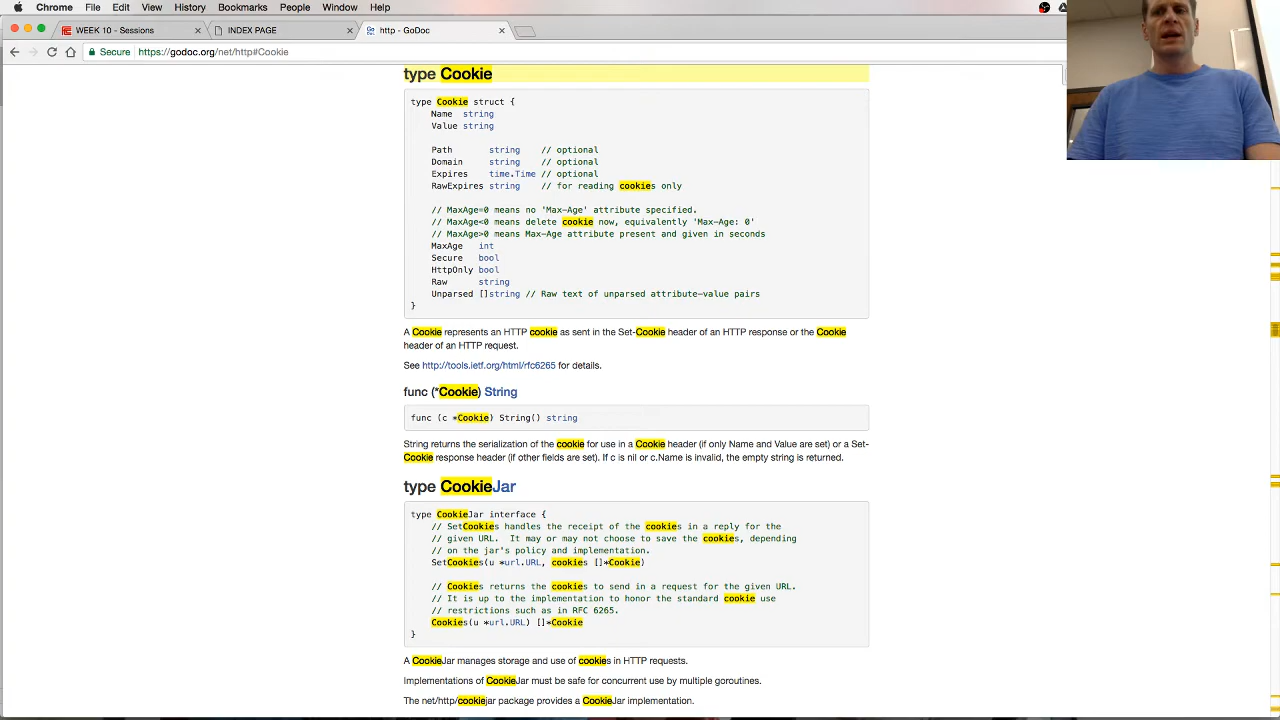 Chrome File Edit View History Bookmarks People Window Help
WEEK 10 - Sessions
INDEX PAGE
http - GoDoc
Secure https://godoc.org/net/http#Cookie
type Cookie
type Cookie struct {
Name string
Value string
Path string // optional
Domain string // optional
Expires time.Time // optional
RawExpires string // for reading cookies only
// MaxAge=0 means no 'Max-Age' attribute specified.
// MaxAge<0 means delete cookie now, equivalently 'Max-Age: 0'
// MaxAge>0 means Max-Age attribute present and given in seconds
MaxAge int
Secure bool
HttpOnly bool
Raw string
Unparsed []string // Raw text of unparsed attribute-value pairs
}
A Cookie represents an HTTP cookie as sent in the Set-Cookie header of an HTTP response or the Cookie
header of an HTTP request.
See http://tools.ietf.org/html/rfc6265 for details.
func (*Cookie) String
func (c *Cookie) String() string
String returns the serialization of the cookie for use in a Cookie header (if only Name and Value are set) or a Set-
Cookie response header (if other fields are set). If c is nil or c.Name is invalid, the empty string is returned.
type CookieJar
type CookieJar interface {
// SetCookies handles the receipt of the cookies in a reply for the
// given URL. It may or may not choose to save the cookies, depending
// on the jar's policy and implementation.
SetCookies(u *url.URL, cookies []*Cookie)
// Cookies returns the cookies to send in a request for the given URL.
// It is up to the implementation to honor the standard cookie use
// restrictions such as in RFC 6265.
Cookies(u *url.URL) []*Cookie
}
A CookieJar manages storage and use of cookies in HTTP requests.
Implementations of CookieJar must be safe for concurrent use by multiple goroutines.
The net/http/cookiejar package provides a CookieJar implementation.